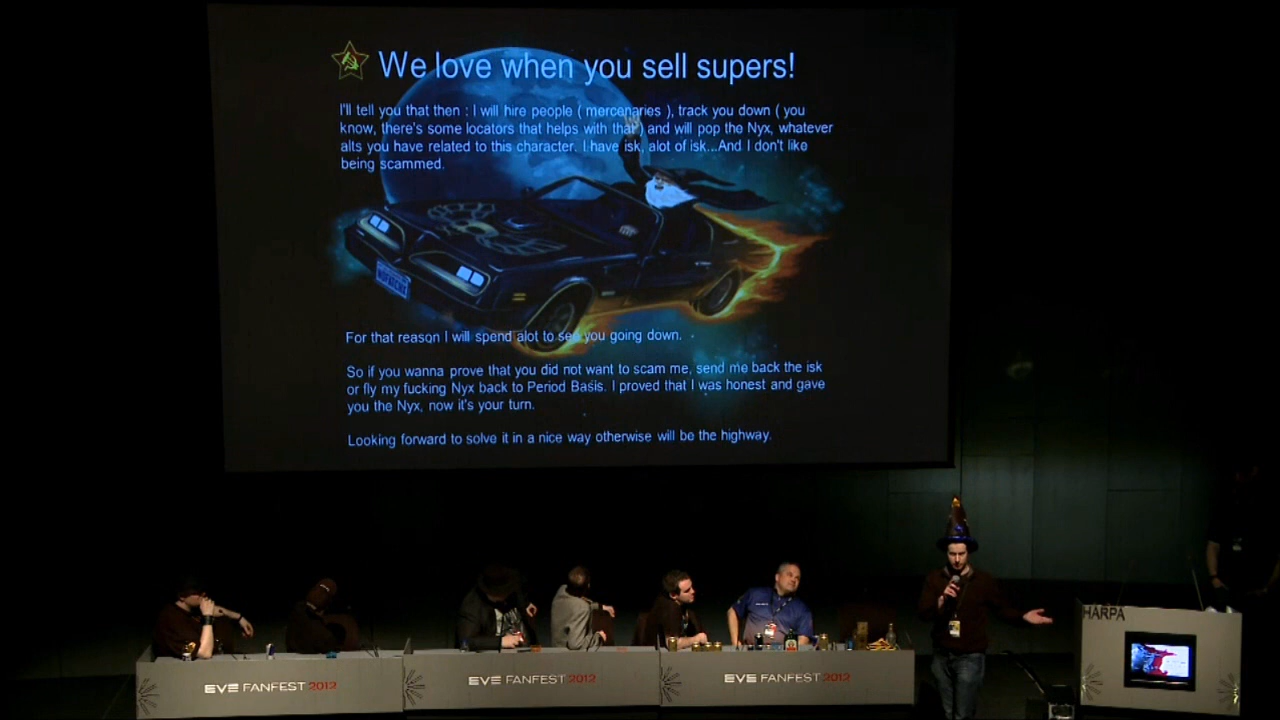 We love when you sell supers!
I'll tell you that then : I will hire people ( mercenaries ), track you down ( you
know, there's some locators that helps with that ) and will pop the Nyx, whatever
alts you have related to this character. I have isk, alot of isk...And I don't like
being scammed.
For that reason I will spend alot to see you going down.
So if you wanna prove that you did not want to scam me, send me back the isk
or fly my fucking Nyx back to Period Basis. I proved that I was honest and gave
you the Nyx, now it's your turn.
Looking forward to solve it in a nice way otherwise will be the highway.
HARPA
EVE FANFEST 2012
EVE FANFEST 2012
EVE FANFEST 2012